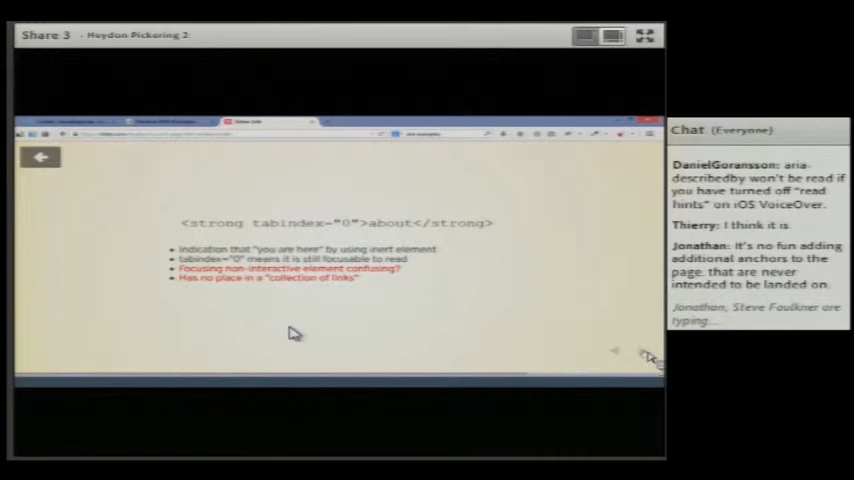 Share 3 - Heydon Pickering 2
<strong tabindex="0">about</strong>
• Indication that "you are here" by using inert element
• tabindex="0" means it is still focusable to read
• Focusing non-interactive element confusing?
• Has no place in a "collection of links"
Chat (Everyone)
DanielGoransson: aria-
describedby won't be read if
you have turned off "read
hints" on iOS VoiceOver.
Thierry: I think it is
Jonathan: It's no fun adding
additional anchors to the
page. that are never
intended to be landed on.
Jonathan, Steve Faulkner are
typing...